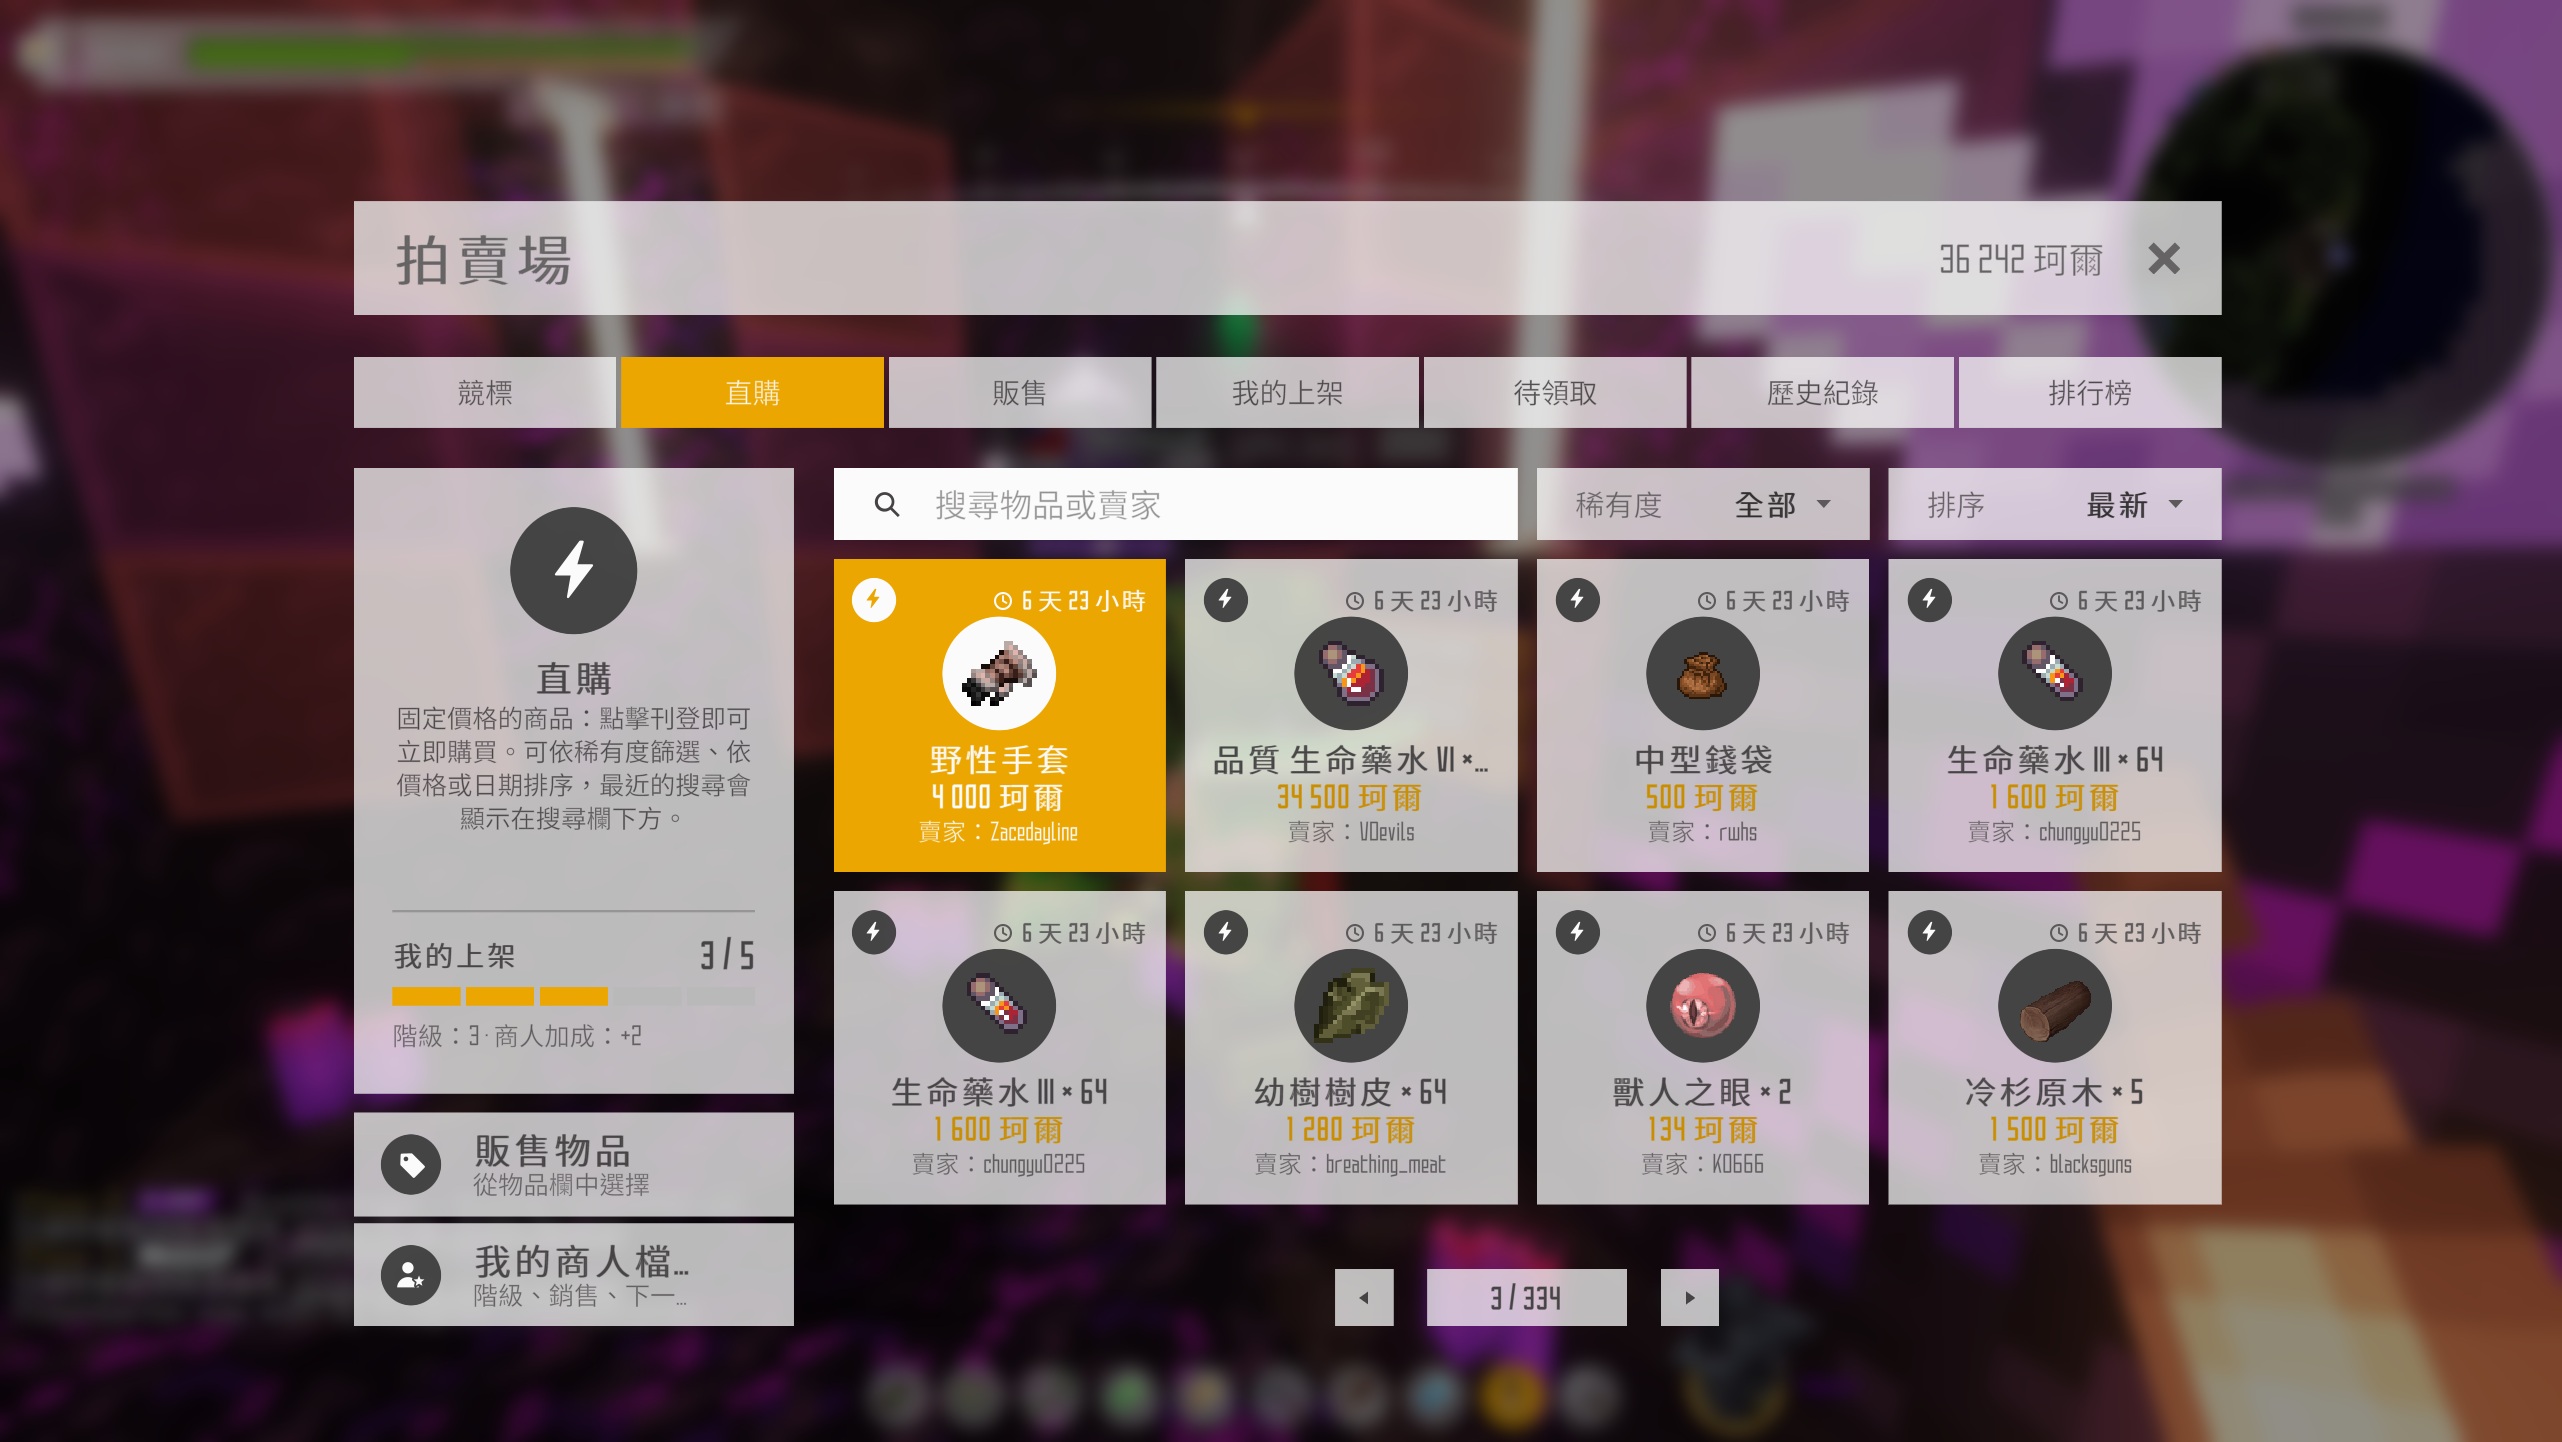 拍賣場
36 242 珂爾
競標
直購
販售
我的上架
待領取
歷史紀錄
排行榜
直購
固定價格的商品：點擊刊登即可
立即購買。可依稀有度篩選、依
價格或日期排序，最近的搜尋會
顯示在搜尋欄下方。
我的上架
3 / 5
階級：3 · 商人加成：+2
販售物品
從物品欄中選擇
我的商人檔...
階級、銷售、下一...
搜尋物品或賣家
稀有度 全部
排序 最新
6 天 23 小時
野性手套
4 000 珂爾
賣家：Zacedayline
6 天 23 小時
品質 生命藥水 VI ×...
34 500 珂爾
賣家：V0evils
6 天 23 小時
中型錢袋
500 珂爾
賣家：rwhs
6 天 23 小時
生命藥水 III × 64
1 600 珂爾
賣家：chungyu0225
6 天 23 小時
生命藥水 III × 64
1 600 珂爾
賣家：chungyu0225
6 天 23 小時
幼樹樹皮 × 64
1 280 珂爾
賣家：breathing_meat
6 天 23 小時
獸人之眼 × 2
134 珂爾
賣家：KO666
6 天 23 小時
冷杉原木 × 5
1 500 珂爾
賣家：blacksguns
3 / 334